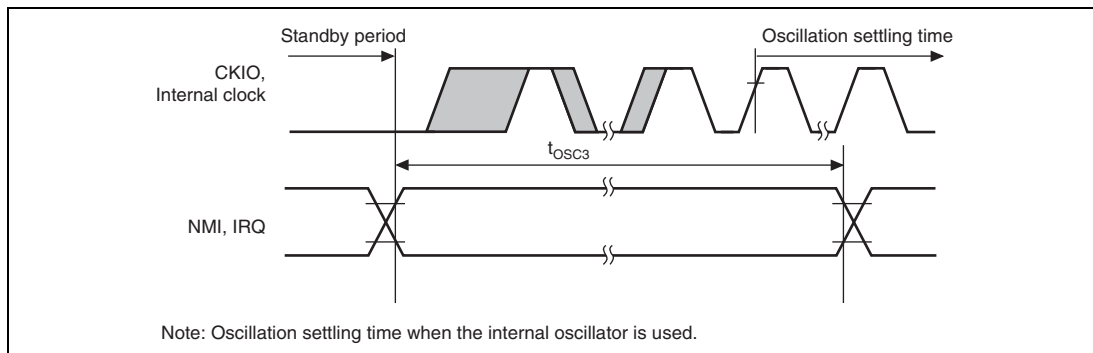 Standby period
Oscillation settling time
CKIO,
Internal clock
tOSC3
NMI, IRQ
Note: Oscillation settling time when the internal oscillator is used.